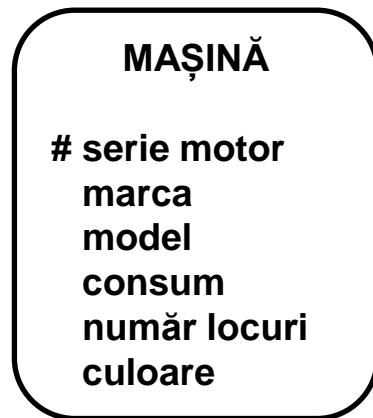 MAȘINĂ
# serie motor
marca
model
consum
număr locuri
culoare